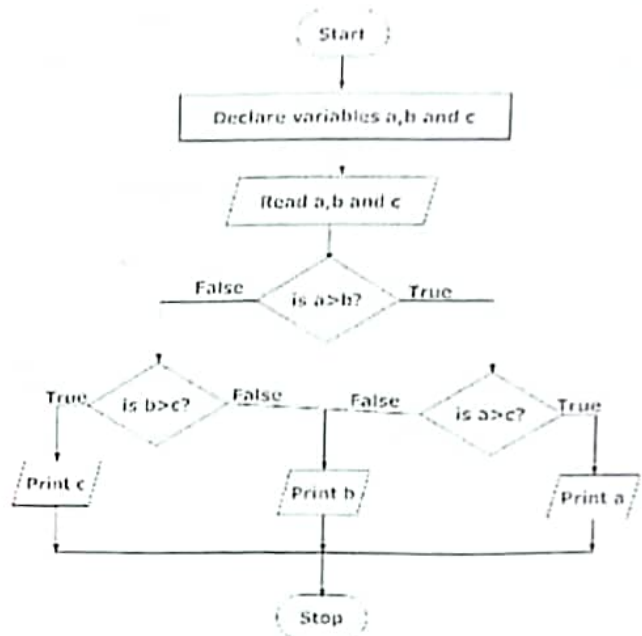 Start
Declare variables a,b and c
Read a,b and c
False
is a>b?
True
True
is b>c?
False
False
is a>c?
True
Print c
Print b
Print a
Stop